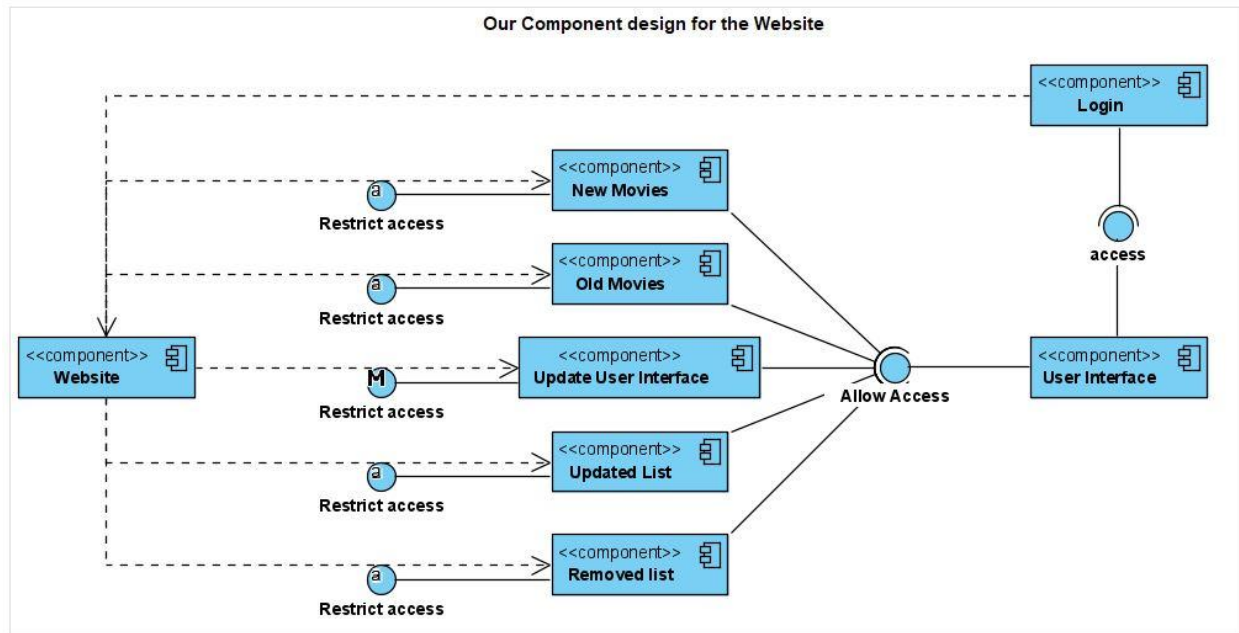 Our Component design for the Website
<<component>>
Login
<<component>>
New Movies
a
Restrict access
access
<<component>>
Old Movies
a
Restrict access
<<component>>
Website
<<component>>
Update User Interface
M
Restrict access
Allow Access
<<component>>
User Interface
<<component>>
Updated List
a
Restrict access
<<component>>
Removed list
a
Restrict access